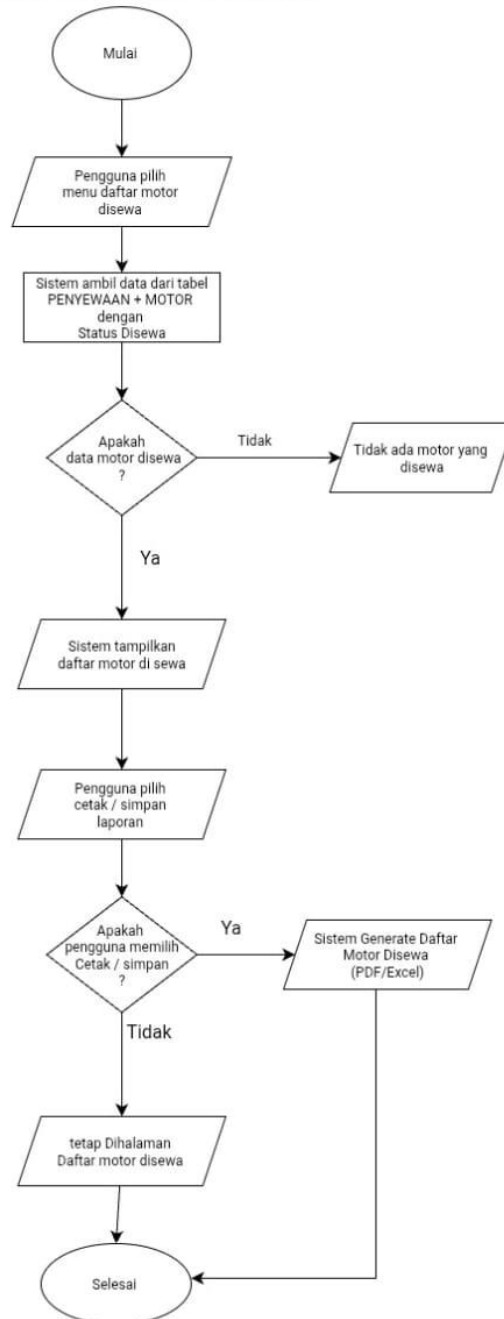 Mulai
Pengguna pilih
menu daftar motor
disewa
Sistem ambil data dari tabel
PENYEWAAN + MOTOR
dengan
Status Disewa
Apakah
data motor disewa
?
Tidak
Tidak ada motor yang
disewa
Ya
Sistem tampilkan
daftar motor di sewa
Pengguna pilih
cetak / simpan
laporan
Apakah
pengguna memilih
Cetak / simpan
?
Ya
Sistem Generate Daftar
Motor Disewa
(PDF/Excel)
Tidak
tetap Dihalaman
Daftar motor disewa
Selesai